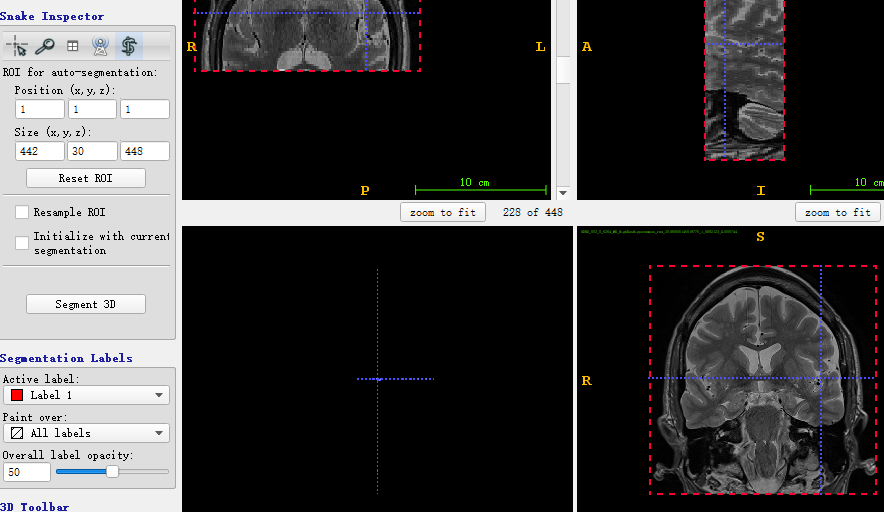 Snake Inspector
ROI for auto-segmentation:
Position (x,y,z):
1 1 1
Size (x,y,z):
442 30 448
Reset ROI
Resample ROI
Initialize with current
segmentation
Segment 3D
Segmentation Labels
Active label:
Label 1
Paint over:
All labels
Overall label opacity:
50
3D Toolbar
R
L
P
10 cm
zoom to fit
228 of 448
A
I
10 cm
zoom to fit
S
R